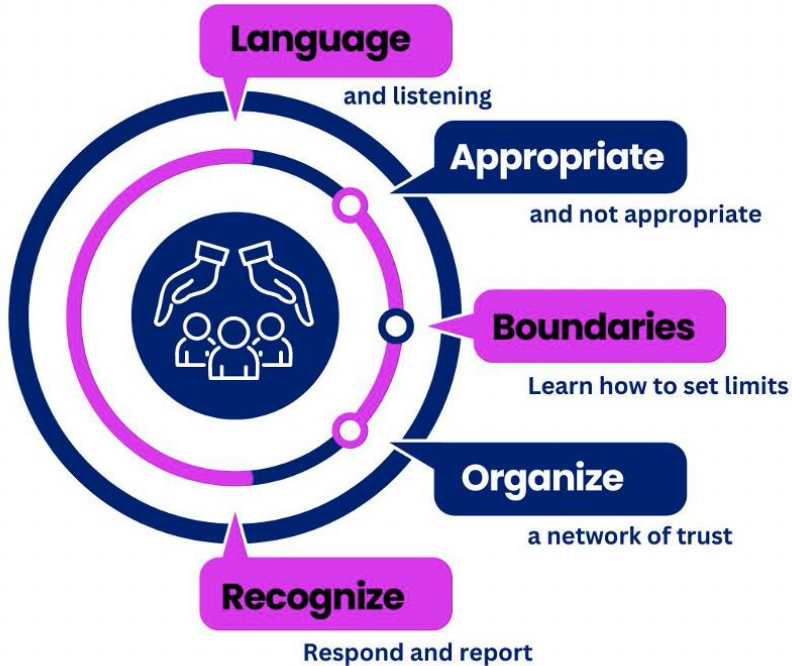 Language
and listening
Appropriate
and not appropriate
Boundaries
Learn how to set limits
Organize
a network of trust
Recognize
Respond and report